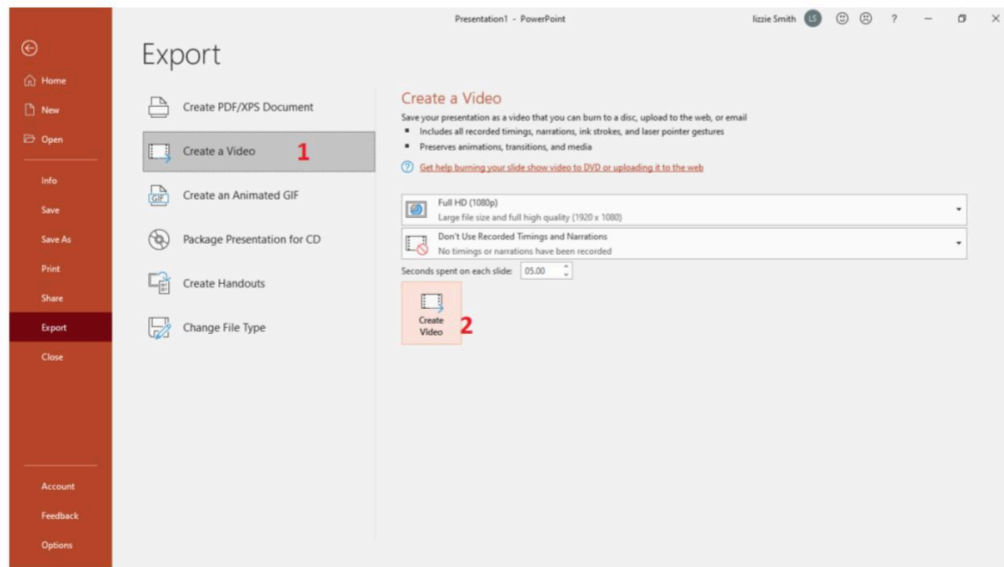 Presentation1 - PowerPoint
lizzie Smith
LS
?
Home
New
Open
Info
Save
Save As
Print
Share
Export
Close
Account
Feedback
Options
Export
Create PDF/XPS Document
Create a Video 1
Create an Animated GIF
Package Presentation for CD
Create Handouts
Change File Type
Create a Video
Save your presentation as a video that you can burn to a disc, upload to the web, or email
▪ Includes all recorded timings, narrations, ink strokes, and laser pointer gestures
▪ Preserves animations, transitions, and media
? Get help burning your slide show video to DVD or uploading it to the web
Full HD (1080p)
Large file size and full high quality (1920 x 1080)
Don't Use Recorded Timings and Narrations
No timings or narrations have been recorded
Seconds spent on each slide: 05.00
Create
Video
2